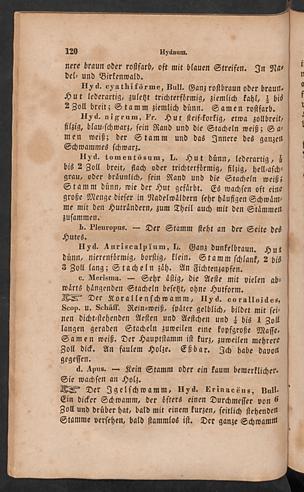 120 Hydnum.
nere braun oder rostfarb, oft mit blauen Streifen. In Na-
del- und Birkenwald.
Hyd. cyathiförme, Bull. Ganz rostbraun oder braun.
Hut lederartig, zuletzt trichterförmig, ziemlich kahl, ½ bis
2 Zoll breit; Stamm ziemlich dünn. Samen rostfarb.
Hyd. nigrum, Fr. Hut steif-korkig, etwa zollbreit,
filzig, blau-schwarz, sein Rand und die Stacheln weiß; Sa-
men weiß; der Stamm und das Innere des ganzen
Schwammes schwarz.
Hyd. tomentósum, L. Hut dünn, lederartig,
bis 2 Zoll breit, flach oder trichterförmig, filzig, hellasch-
grau, oder bräunlich, sein Rand und die Stacheln weiß;
Stamm dünn, wie der Hut gefärbt. Es wachsen oft eine
große Menge dieser in Nadelwäldern sehr häufigen Schwäm-
me mit den Huträndern, zum Theil auch mit den Stämmen
zusammen.
b. Pleuropus. — Der Stamm steht an der Seite des
Hutes.
Hyd. Auriscalpĭum, L. Ganz dunkelbraun. Hut
dünn, nierenförmig, borstig, klein. Stamm schlank, 2 bis
3 Zoll lang; Stacheln zäh. An Fichtenzapfen.
c. Merisma. — Sehr ästig, die Aeste mit vielen ab-
wärts hängenden Stacheln besetzt, ohne Hutform.
☞ Der Korallenschwamm, Hyd. coralloides,
Scop. u. Schäff. Rein-weiß, später gelblich, bildet mit sei-
nen dicht-stehenden Aesten und Aestchen und ½ bis 1 Zoll
langen geraden Stacheln zuweilen eine kopfgroße Masse.
Samen weiß. Der Hauptstamm ist kurz, zuweilen mehrere
Zoll dick. An faulem Holze. Eßbar. Ich habe davon
gegessen.
d. Apus. — Kein Stamm oder ein kaum bemerklicher.
Sie wachsen an Holz.
☞ Der Igelschwamm, Hyd. Erináceus, Bull.
Ein dicker Schwamm, der öfters einen Durchmesser von 6
Zoll und drüber hat, bald mit einem kurzen, seitlich stehenden
Stamme versehen, bald stammlos ist. Der ganze Schwamm